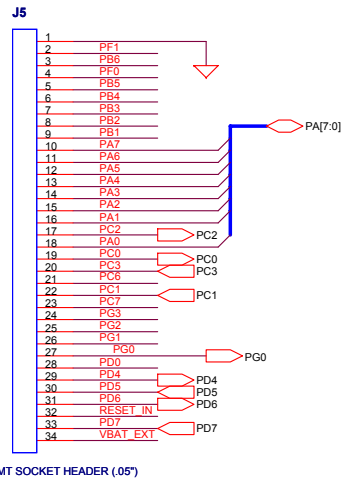 J5
1
2 PF1
3 PB6
4 PF0
5 PB5
6 PB4
7 PB3
8 PB2
9 PB1
PA[7:0]
10 PA7
11 PA6
12 PA5
13 PA4
14 PA3
15 PA2
16 PA1
17 PC2 PC2
18 PA0
19 PC0 PC0
20 PC3 PC3
21 PC6
22 PC1 PC1
23 PC7
24 PG3
25 PG2
26 PG1
27 PG0 PG0
28 PD0
29 PD4 PD4
30 PD5 PD5
31 PD6 PD6
32 RESET_IN
33 PD7 PD7
34 VBAT_EXT
MT SOCKET HEADER (.05")